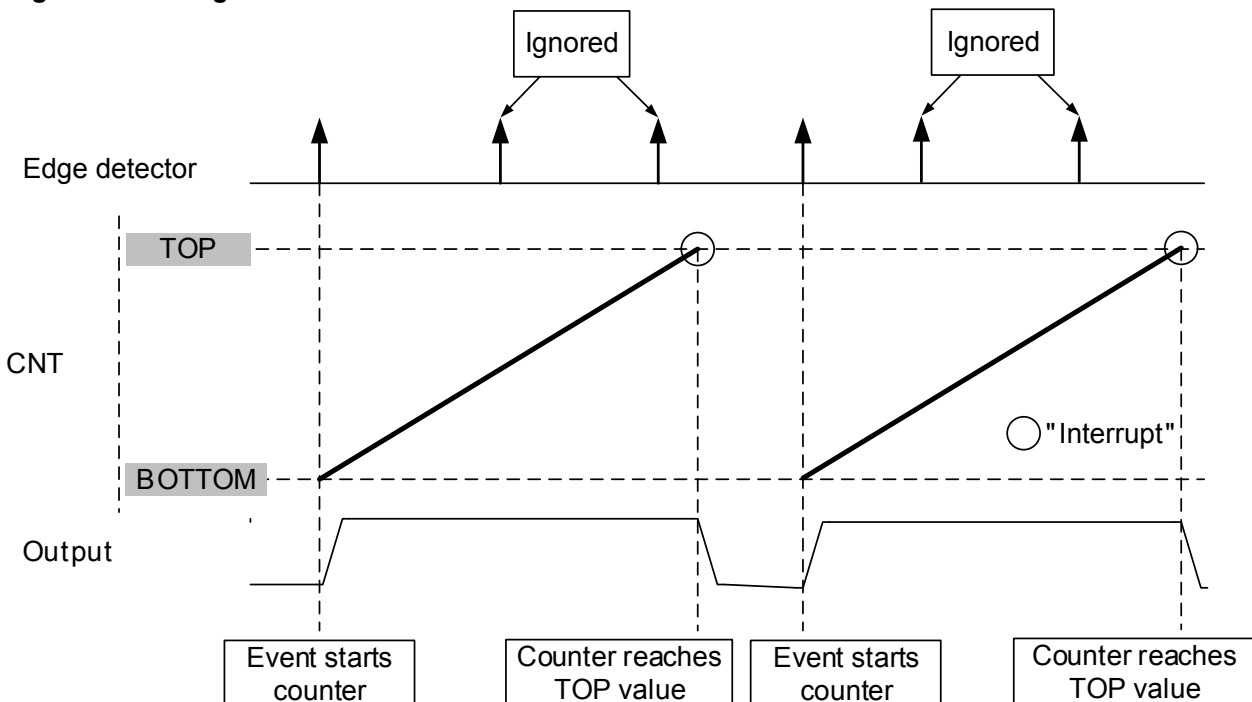 Ignored
Ignored
Edge detector
TOP
CNT
"Interrupt"
BOTTOM
Output
Event starts
counter
Counter reaches
TOP value
Event starts
counter
Counter reaches
TOP value